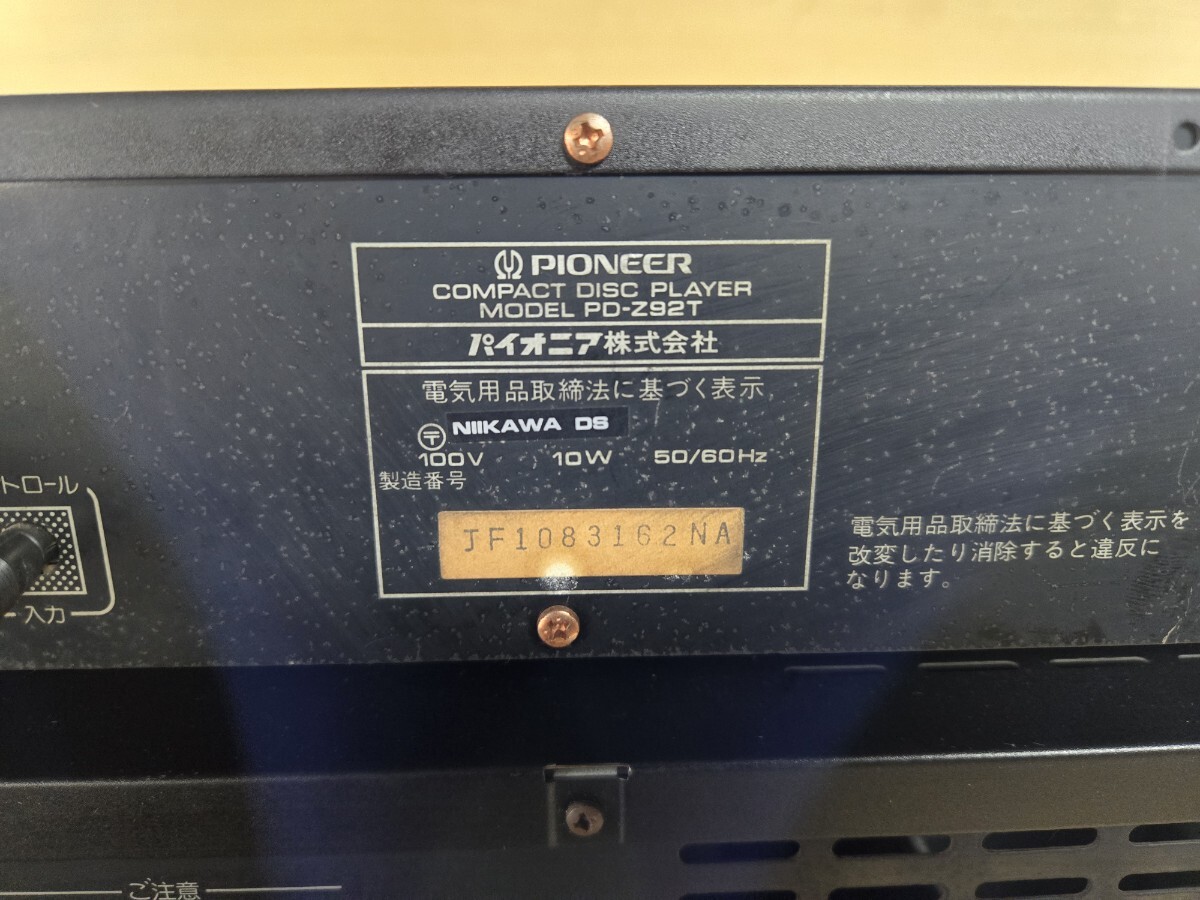 PIONEER
COMPACT DISC PLAYER
MODEL PD-Z92T
パイオニア株式会社
電気用品取締法に基づく表示
〒 NIIKAWA DS
100V 10W 50/60Hz
製造番号
JF1083162NA
トロール
入力
電気用品取締法に基づく表示を
改変したり消除すると違反に
なります。
ご注意